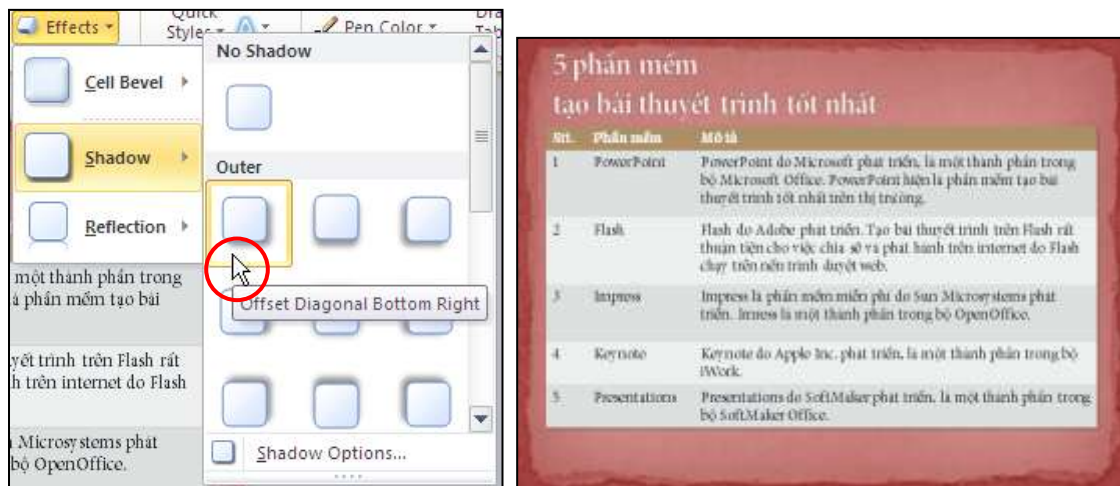 Effects
Quick
Styles
Pen Color
Dra
Tab
Cell Bevel
Shadow
Reflection
No Shadow
Outer
Offset Diagonal Bottom Right
Shadow Options...
một thành phần trong
à phần mềm tạo bài
yết trình trên Flash rất
h trên internet do Flash
Microsystems phát
bộ OpenOffice.
5 phần mềm
tạo bài thuyết trình tốt nhất
Stt. Phần mềm Mô tả
1 PowerPoint PowerPoint do Microsoft phát triển, là một thành phần trong
bộ Microsoft Office. PowerPoint hiện là phần mềm tạo bài
thuyết trình tốt nhất trên thị trường.
2 Flash Flash do Adobe phát triển. Tạo bài thuyết trình trên Flash rất
thuận tiện cho việc chia sẻ và phát hành trên internet do Flash
chạy trên nền trình duyệt web.
3 Impress Impress là phần mềm miễn phí do Sun Microsystems phát
triển. Imress là một thành phần trong bộ OpenOffice.
4 Keynote Keynote do Apple Inc. phát triển, là một thành phần trong bộ
iWork.
5 Presentations Presentations do SoftMaker phát triển, là một thành phần trong
bộ SoftMaker Office.